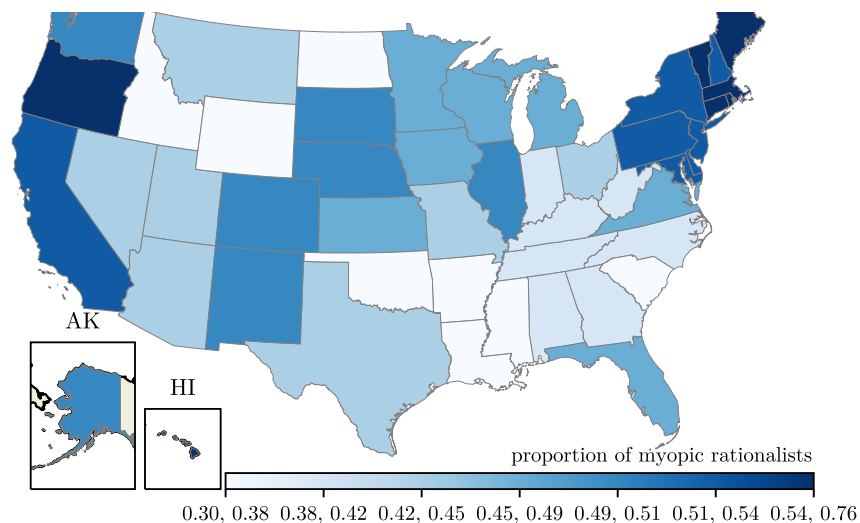 AK
HI
proportion of myopic rationalists
0.30, 0.38 0.38, 0.42 0.42, 0.45 0.45, 0.49 0.49, 0.51 0.51, 0.54 0.54, 0.76